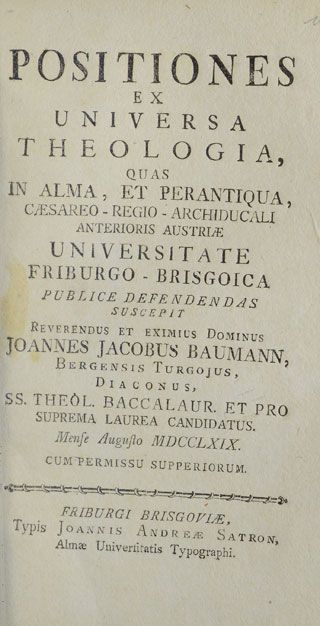 POSITIONES
EX
UNIVERSA
THEOLOGIA,
QUAS
IN ALMA, ET PERANTIQUA,
CÆSAREO - REGIO - ARCHIDUCALI
ANTERIORIS AUSTRIÆ
UNIVERSITATE
FRIBURGO - BRISGOICA
PUBLICE DEFENDENDAS
SUSCEPIT
REVERENDUS ET EXIMIUS DOMINUS
JOANNES JACOBUS BAUMANN,
BERGENSIS TURGOJUS,
DIACONUS,
SS. THEOL. BACCALAUR. ET PRO
SUPREMA LAUREA CANDIDATUS.
Menſe Auguſto MDCCLXIX.
CUM PERMISSU SUPPERIORUM.
FRIBURGI BRISGOVIÆ,
Typis JOANNIS ANDREÆ SATRON,
Almæ Univerſitatis Typographi.